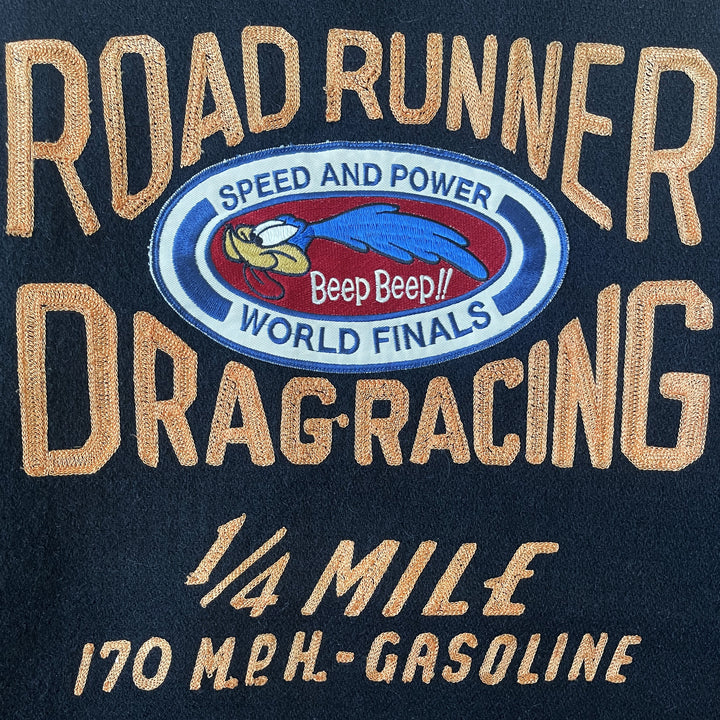 ROAD RUNNER
SPEED AND POWER
Beep Beep!!
WORLD FINALS
DRAG·RACING
1/4 MILE
170 M.P.H.-GASOLINE